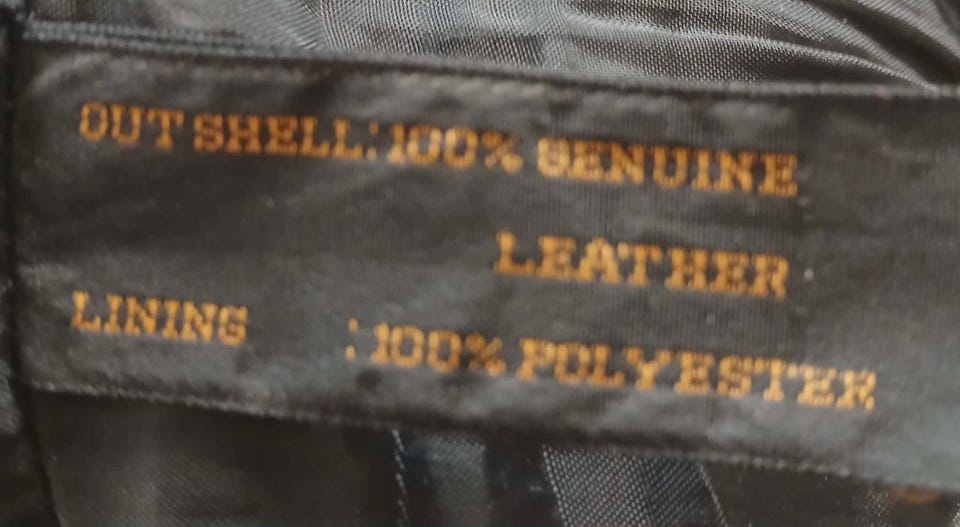 OUT SHELL:100% GENUINE
LEATHER
LINING :100% POLYESTER